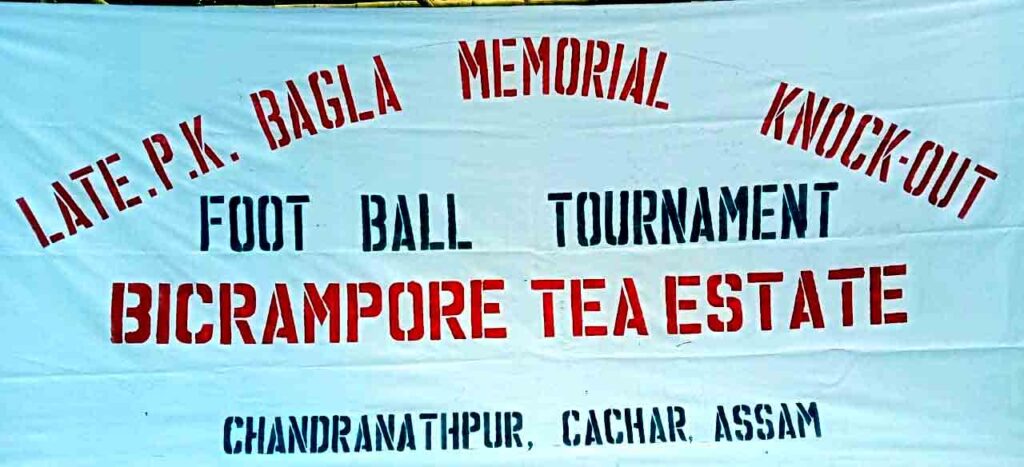 LATE.P.K. BAGLA MEMORIAL KNOCK-OUT
FOOT BALL TOURNAMENT
BICRAMPORE TEA ESTATE
CHANDRANATHPUR, CACHAR, ASSAM